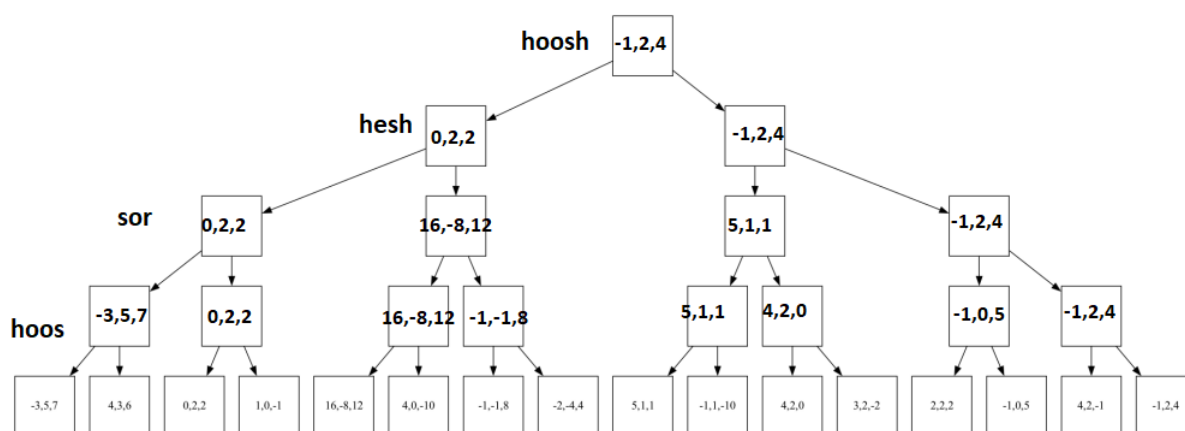 hoosh -1,2,4
hesh 0,2,2 -1,2,4
sor 0,2,2 16,-8,12 5,1,1 -1,2,4
hoos -3,5,7 0,2,2 16,-8,12 -1,-1,8 5,1,1 4,2,0 -1,0,5 -1,2,4
-3,5,7 4,3,6 0,2,2 1,0,-1 16,-8,12 4,0,-10 -1,-1,8 -2,-4,4 5,1,1 -1,1,-10 4,2,0 3,2,-2 2,2,2 -1,0,5 4,2,-1 -1,2,4